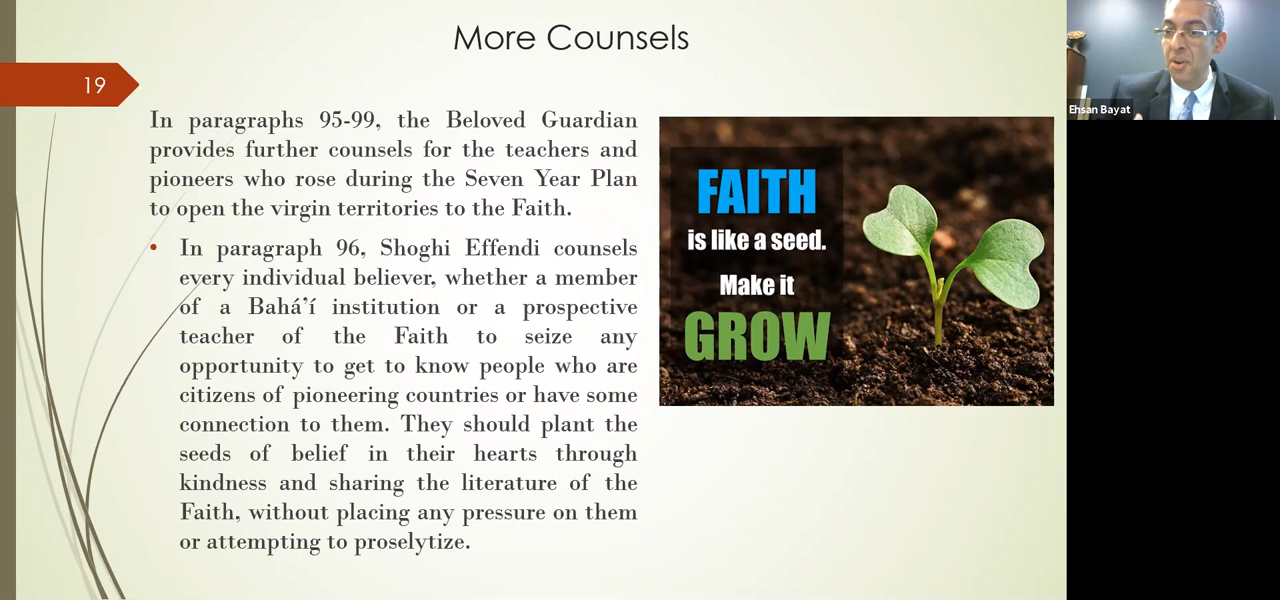 More Counsels
19
In paragraphs 95-99, the Beloved Guardian
provides further counsels for the teachers and
pioneers who rose during the Seven Year Plan
to open the virgin territories to the Faith.
• In paragraph 96, Shoghi Effendi counsels
every individual believer, whether a member
of a Bahá’í institution or a prospective
teacher of the Faith to seize any
opportunity to get to know people who are
citizens of pioneering countries or have some
connection to them. They should plant the
seeds of belief in their hearts through
kindness and sharing the literature of the
Faith, without placing any pressure on them
or attempting to proselytize.
FAITH
is like a seed.
Make it
GROW
Ehsan Bayat